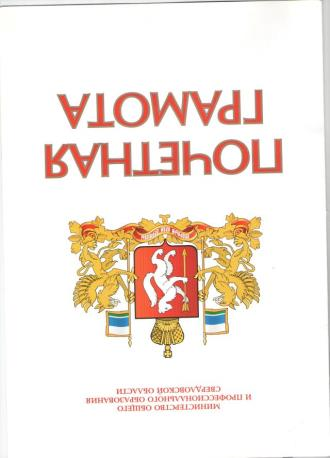 МИНИСТЕРСТВО ОБЩЕГО
И ПРОФЕССИОНАЛЬНОГО ОБРАЗОВАНИЯ
СВЕРДЛОВСКОЙ ОБЛАСТИ
ПОЧЕТНАЯ
ГРАМОТА